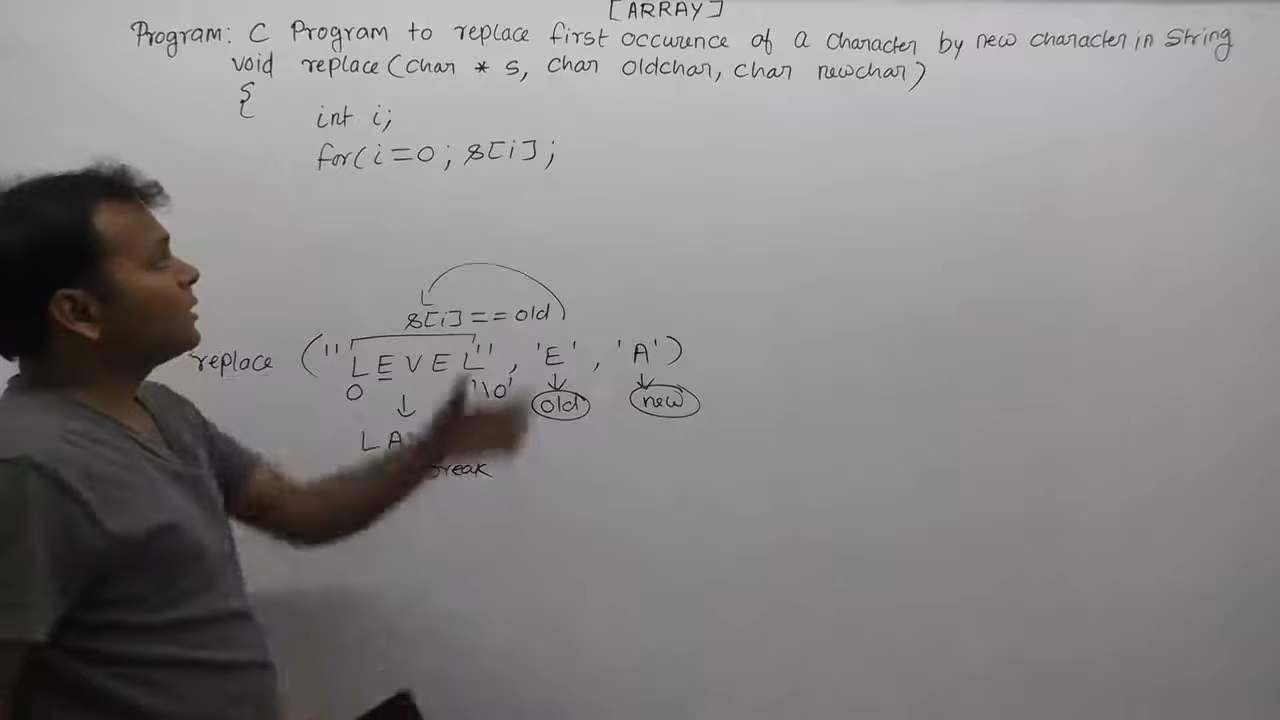 [ARRAY]
Program: C Program to replace first occurence of a character by new character in String
void replace(char * s, char oldchar, char newchar)
{
int i;
for(i=0; s[i];
s[i] == old
replace ("LEVEL", 'E', 'A')
0 '\0' old new
L A
break